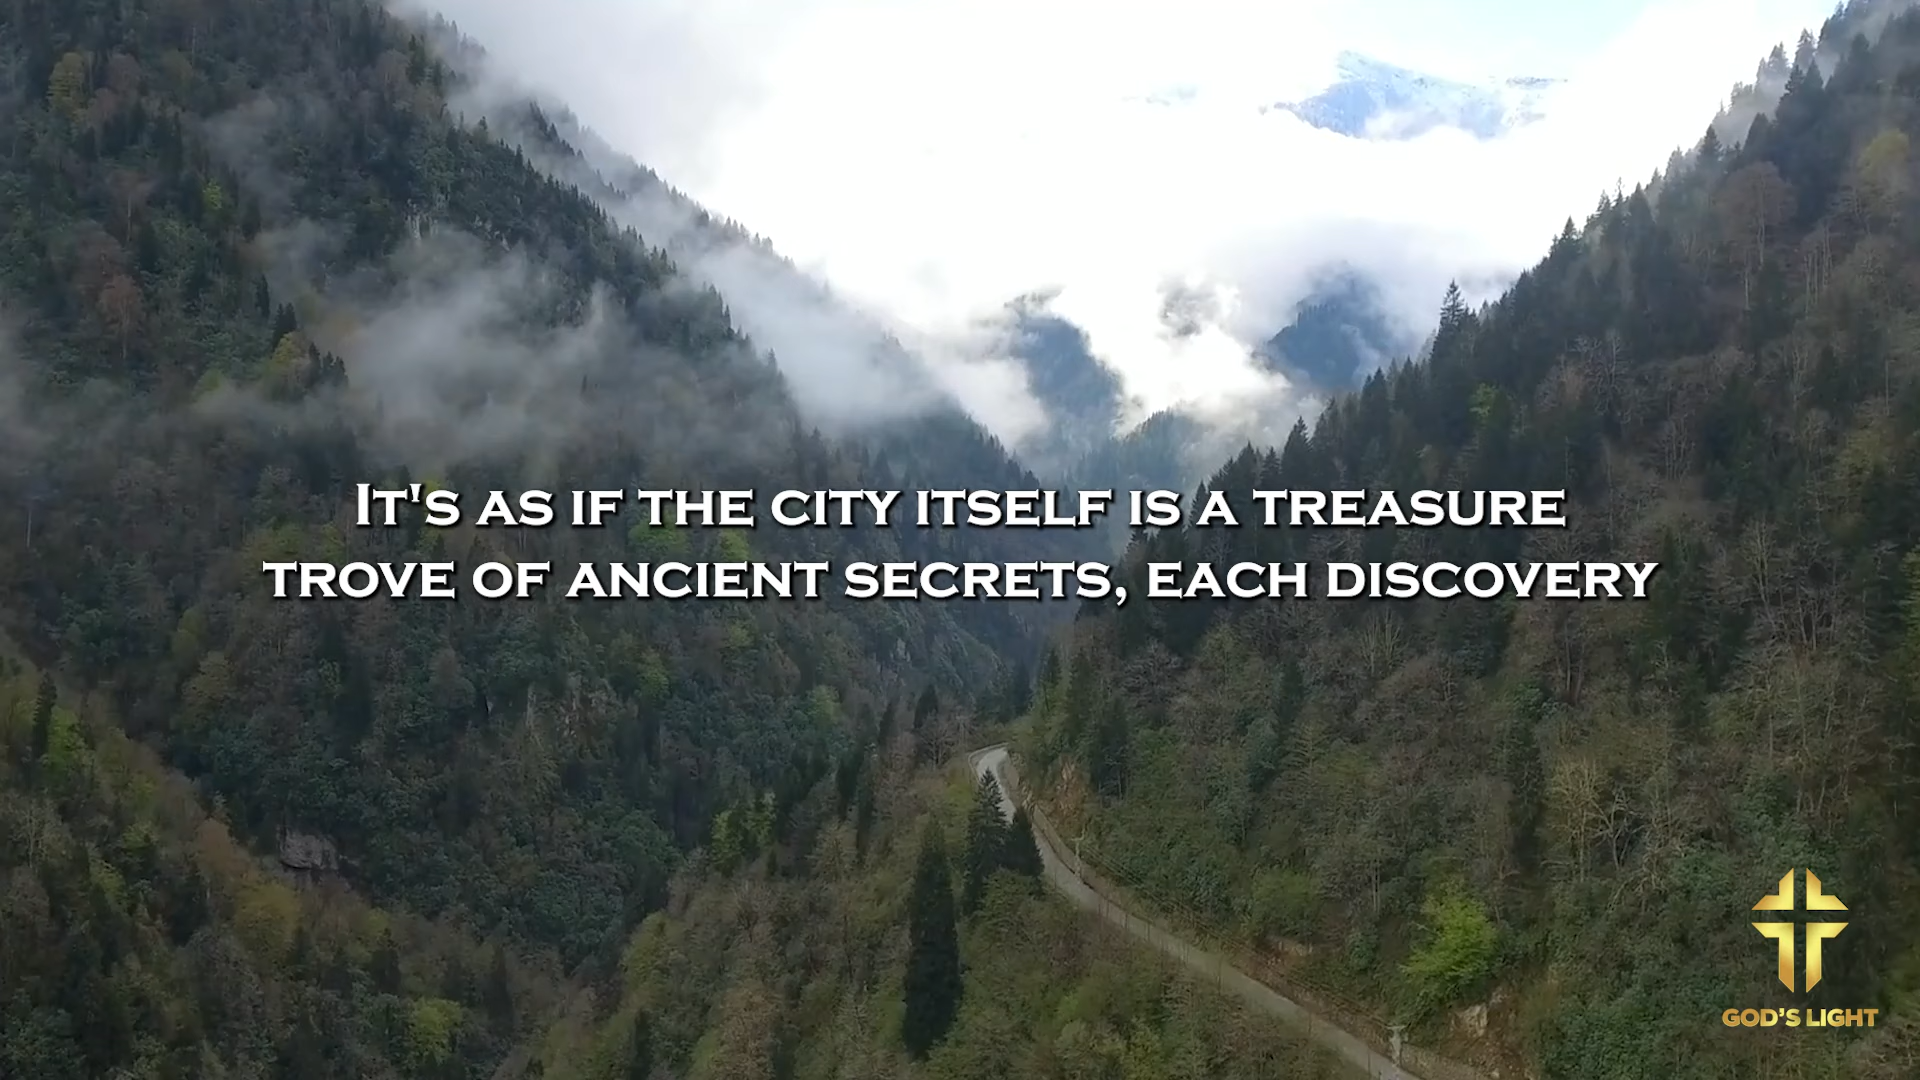 It's as if the city itself is a treasure
trove of ancient secrets, each discovery
GOD'S LIGHT